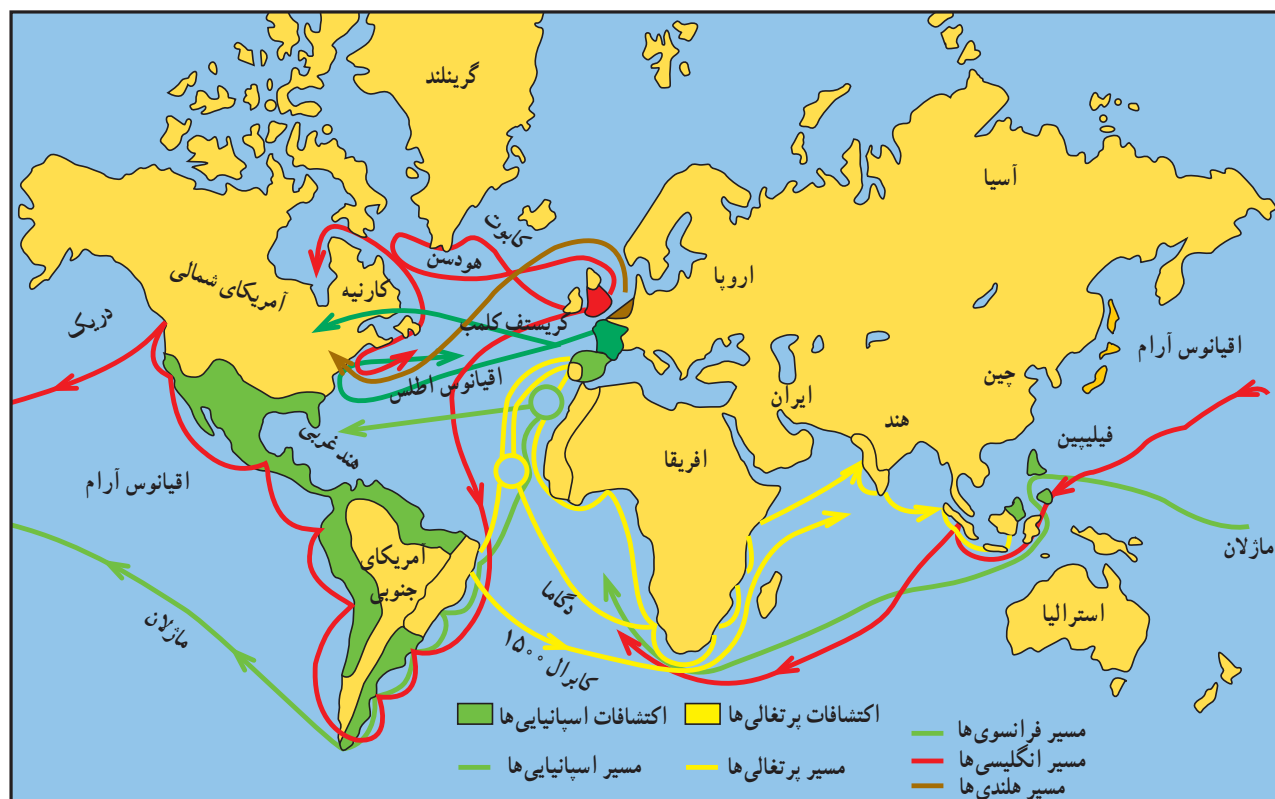 گرینلند
آسیا
کابوت
هودسن
اروپا
کارتیه
آمریکای شمالی
دریک
کریستف کلمب
اقیانوس آرام
چین
اقیانوس اطلس
ایران
هند
فیلیپین
هند غربی
افریقا
اقیانوس آرام
ماژلان
آمریکای
جنوبی
دگاما
استرالیا
ماژلان
کابرال ۱۵۰۰
اکتشافات اسپانیایی‌ها
اکتشافات پرتغالی‌ها
مسیر فرانسوی‌ها
مسیر اسپانیایی‌ها
مسیر پرتغالی‌ها
مسیر انگلیسی‌ها
مسیر هلندی‌ها